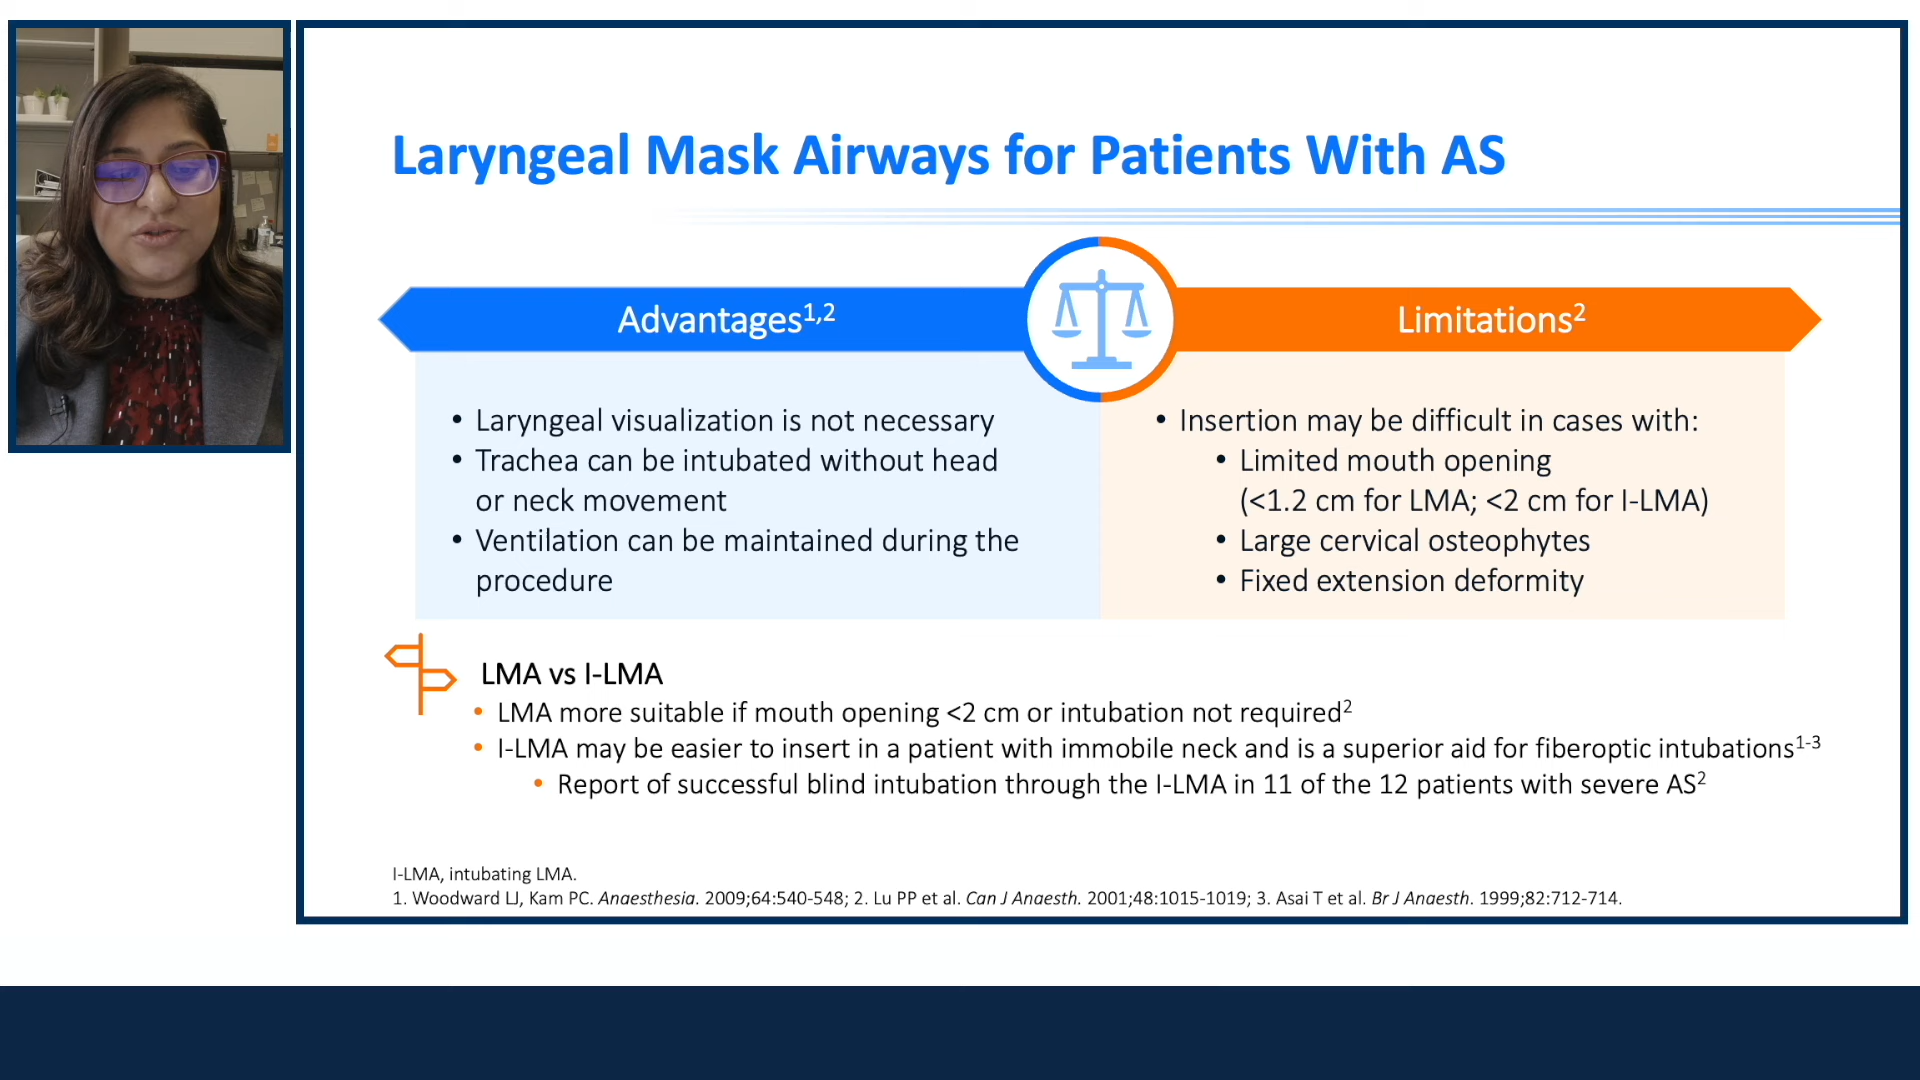 Laryngeal Mask Airways for Patients With AS
Advantages1,2
• Laryngeal visualization is not necessary
• Trachea can be intubated without head
or neck movement
• Ventilation can be maintained during the
procedure
Limitations2
• Insertion may be difficult in cases with:
• Limited mouth opening
(<1.2 cm for LMA; <2 cm for I-LMA)
• Large cervical osteophytes
• Fixed extension deformity
LMA vs I-LMA
• LMA more suitable if mouth opening <2 cm or intubation not required2
• I-LMA may be easier to insert in a patient with immobile neck and is a superior aid for fiberoptic intubations1-3
• Report of successful blind intubation through the I-LMA in 11 of the 12 patients with severe AS2
I-LMA, intubating LMA.
1. Woodward LJ, Kam PC. Anaesthesia. 2009;64:540-548; 2. Lu PP et al. Can J Anaesth. 2001;48:1015-1019; 3. Asai T et al. Br J Anaesth. 1999;82:712-714.